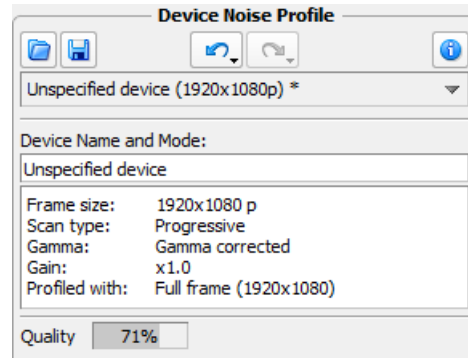 Device Noise Profile
Unspecified device (1920x1080p) *
Device Name and Mode:
Unspecified device
Frame size: 1920x1080 p
Scan type: Progressive
Gamma: Gamma corrected
Gain: x1.0
Profiled with: Full frame (1920x1080)
Quality 71%